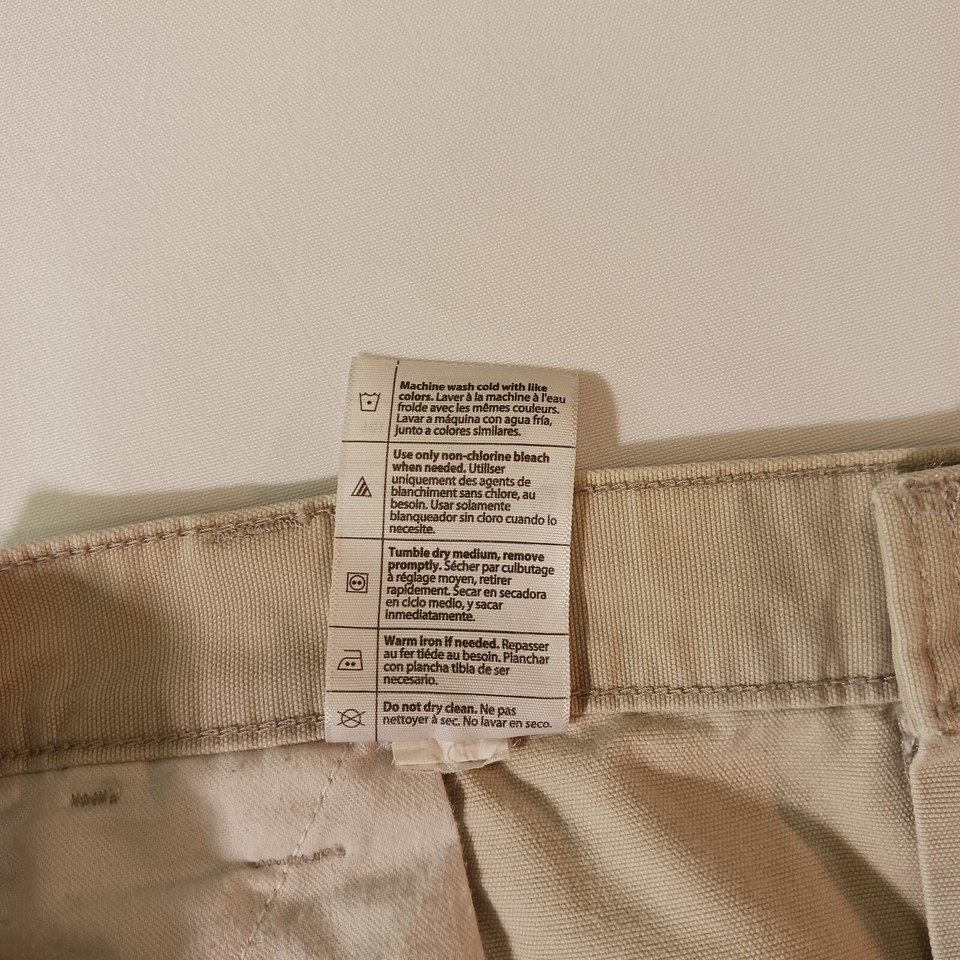 Machine wash cold with like
colors. Laver à la machine à l'eau
froide avec les mêmes couleurs.
Lavar a máquina con agua fría,
junto a colores similares.
Use only non-chlorine bleach
when needed. Utiliser
uniquement des agents de
blanchiment sans chlore, au
besoin. Usar solamente
blanqueador sin cloro cuando lo
necesite.
Tumble dry medium, remove
promptly. Sécher par culbutage
à réglage moyen, retirer
rapidement. Secar en secadora
en ciclo medio, y sacar
inmediatamente.
Warm iron if needed. Repasser
au fer tiéde au besoin. Planchar
con plancha tibia de ser
necesario.
Do not dry clean. Ne pas
nettoyer à sec. No lavar en seco.